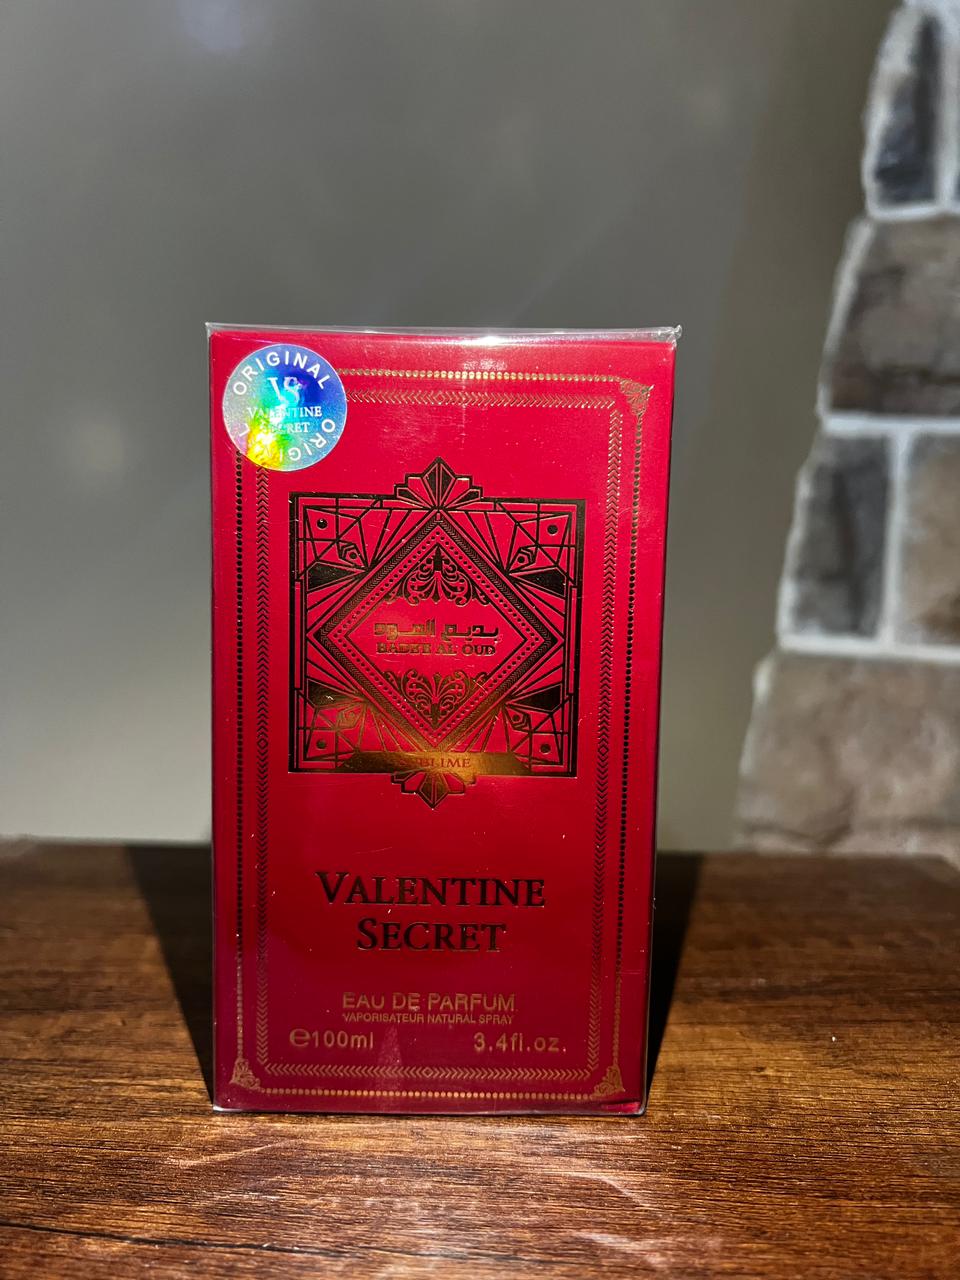 ORIGINAL
VS
VALENTINE
SECRET
ORIGINAL
بديع العود
BADEE AL OUD
SUBLIME
VALENTINE
SECRET
EAU DE PARFUM
VAPORISATEUR NATURAL SPRAY
℮100ml
3.4fl.oz.